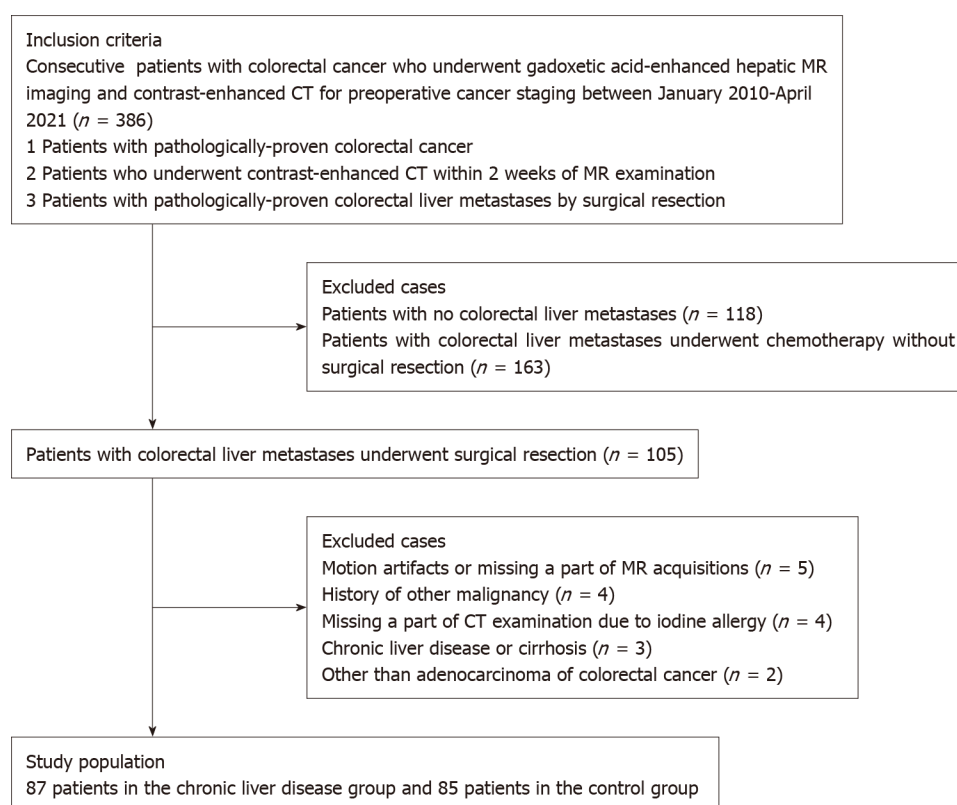 Inclusion criteria
Consecutive patients with colorectal cancer who underwent gadoxetic acid-enhanced hepatic MR
imaging and contrast-enhanced CT for preoperative cancer staging between January 2010-April
2021 (n = 386)
1 Patients with pathologically-proven colorectal cancer
2 Patients who underwent contrast-enhanced CT within 2 weeks of MR examination
3 Patients with pathologically-proven colorectal liver metastases by surgical resection
Excluded cases
Patients with no colorectal liver metastases (n = 118)
Patients with colorectal liver metastases underwent chemotherapy without
surgical resection (n = 163)
Patients with colorectal liver metastases underwent surgical resection (n = 105)
Excluded cases
Motion artifacts or missing a part of MR acquisitions (n = 5)
History of other malignancy (n = 4)
Missing a part of CT examination due to iodine allergy (n = 4)
Chronic liver disease or cirrhosis (n = 3)
Other than adenocarcinoma of colorectal cancer (n = 2)
Study population
87 patients in the chronic liver disease group and 85 patients in the control group